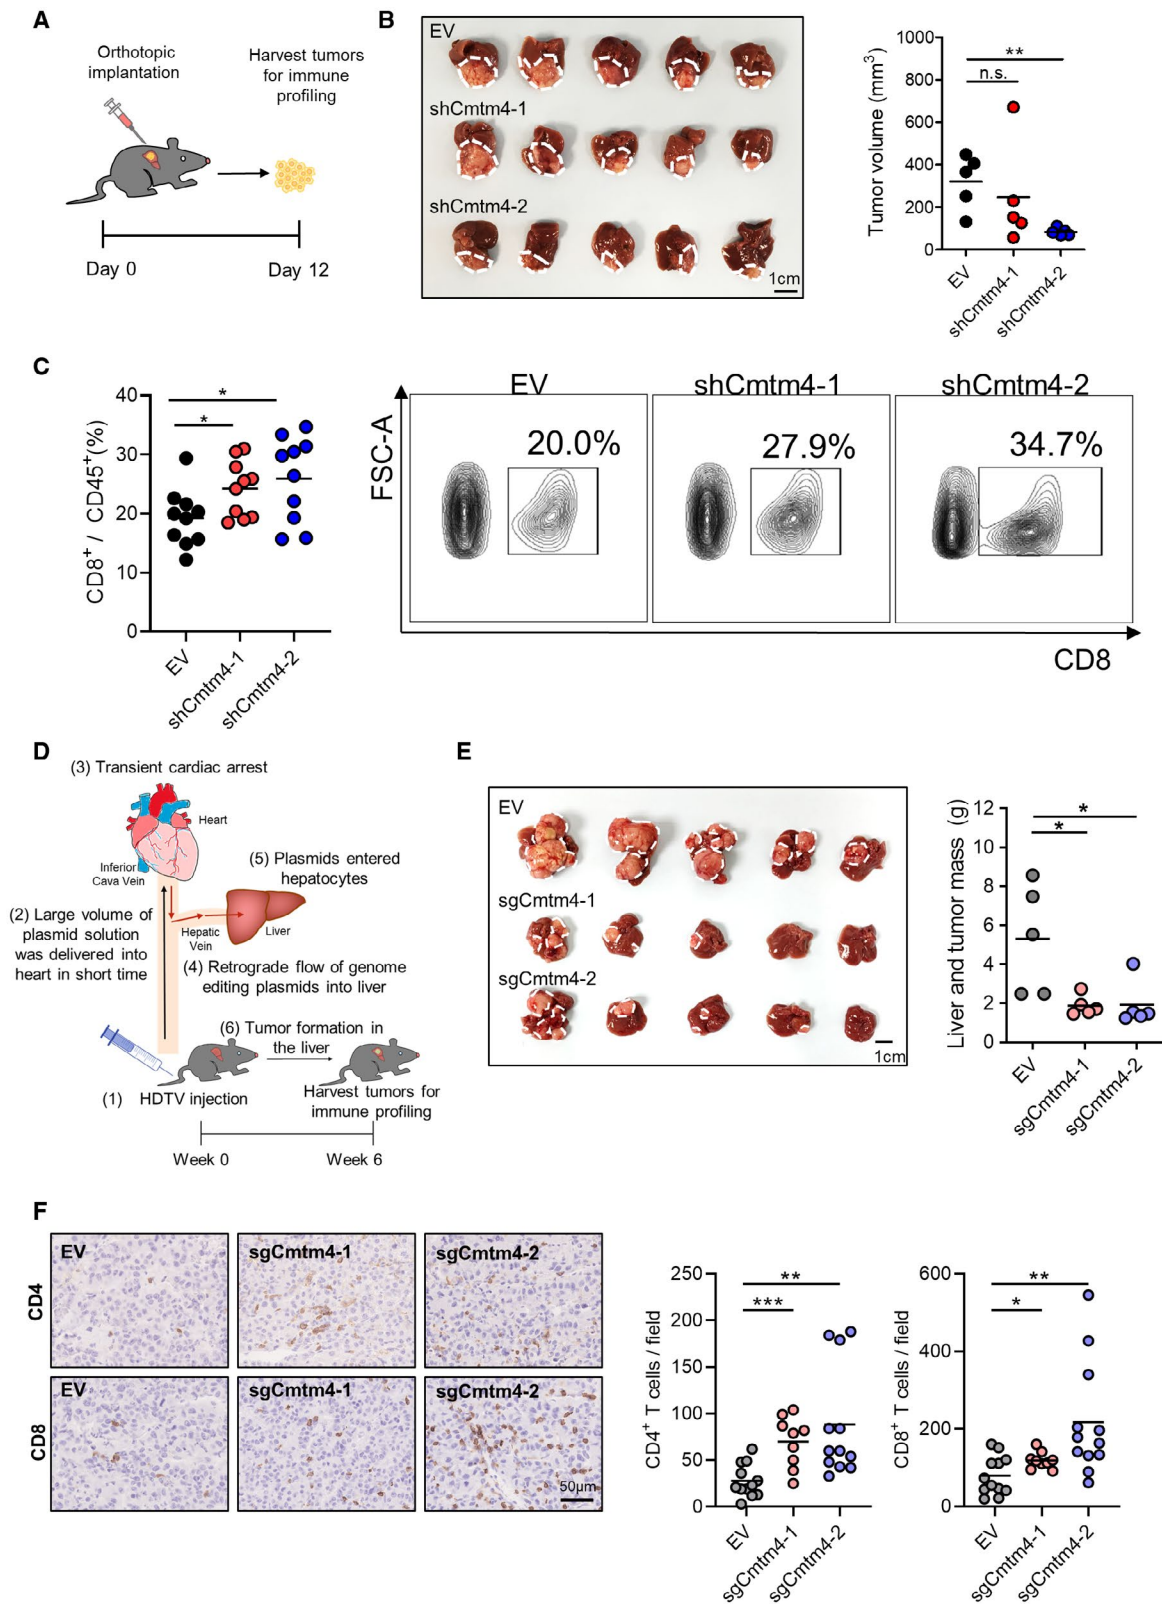 A
Orthotopic
implantation
Harvest tumors
for immune
profiling
Day 0
Day 12
B
EV
shCmtm4-1
shCmtm4-2
1cm
Tumor volume (mm³)
1000
800
600
400
200
0
**
n.s.
EV
shCmtm4-1
shCmtm4-2
C
CD8⁺ / CD45⁺(%)
40
30
20
10
0
*
*
EV
shCmtm4-1
shCmtm4-2
FSC-A
EV
shCmtm4-1
shCmtm4-2
20.0%
27.9%
34.7%
CD8
D
(3) Transient cardiac arrest
Heart
Inferior
Cava Vein
(5) Plasmids entered
hepatocytes
(2) Large volume of
plasmid solution
was delivered into
heart in short time
Hepatic
Vein
Liver
(4) Retrograde flow of genome
editing plasmids into liver
(6) Tumor formation in
the liver
(1) HDTV injection
Harvest tumors for
immune profiling
Week 0
Week 6
E
EV
sgCmtm4-1
sgCmtm4-2
1cm
Liver and tumor mass (g)
12
10
8
6
4
2
0
*
*
EV
sgCmtm4-1
sgCmtm4-2
F
CD4
EV
sgCmtm4-1
sgCmtm4-2
CD8
EV
sgCmtm4-1
sgCmtm4-2
50μm
CD4⁺ T cells / field
250
200
150
100
50
0
**
***
EV
sgCmtm4-1
sgCmtm4-2
CD8⁺ T cells / field
600
400
200
0
**
*
EV
sgCmtm4-1
sgCmtm4-2